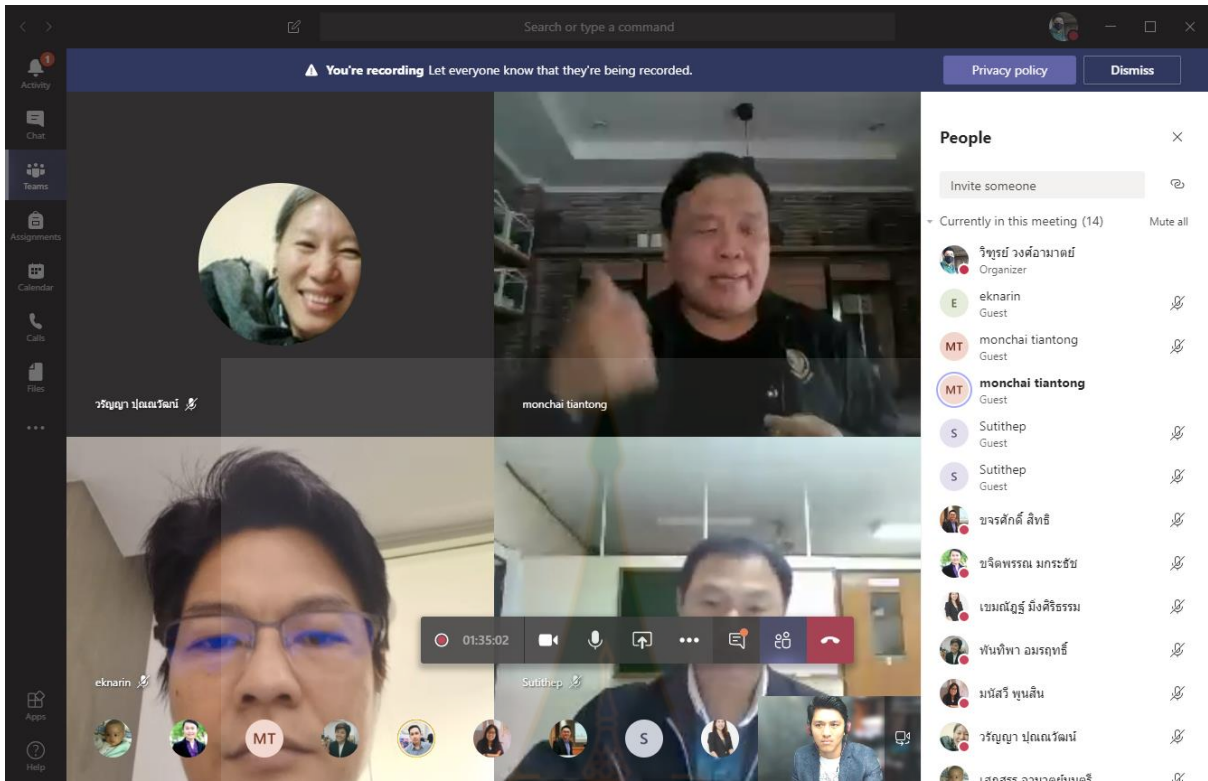 Search or type a command
1
Activity
Chat
Teams
Assignments
Calendar
Calls
Files
Apps
Help
You're recording Let everyone know that they're being recorded.
Privacy policy
Dismiss
วรัญญา ปุณณวัฒน์
monchai tiantong
eknarin
Sutithep
01:35:02
MT
S
People
Invite someone
Currently in this meeting (14)
Mute all
วิฑูรย์ วงศ์อามาตย์
Organizer
E
eknarin
Guest
MT
monchai tiantong
Guest
MT
monchai tiantong
Guest
S
Sutithep
Guest
S
Sutithep
Guest
ขจรศักดิ์ สิทธิ
ขจิตพรรณ มกระธัช
เขมณัฏฐ์ มิ่งศิริธรรม
พันทิพา อมรฤทธิ์
มนัสวี พูนสิน
วรัญญา ปุณณวัฒน์